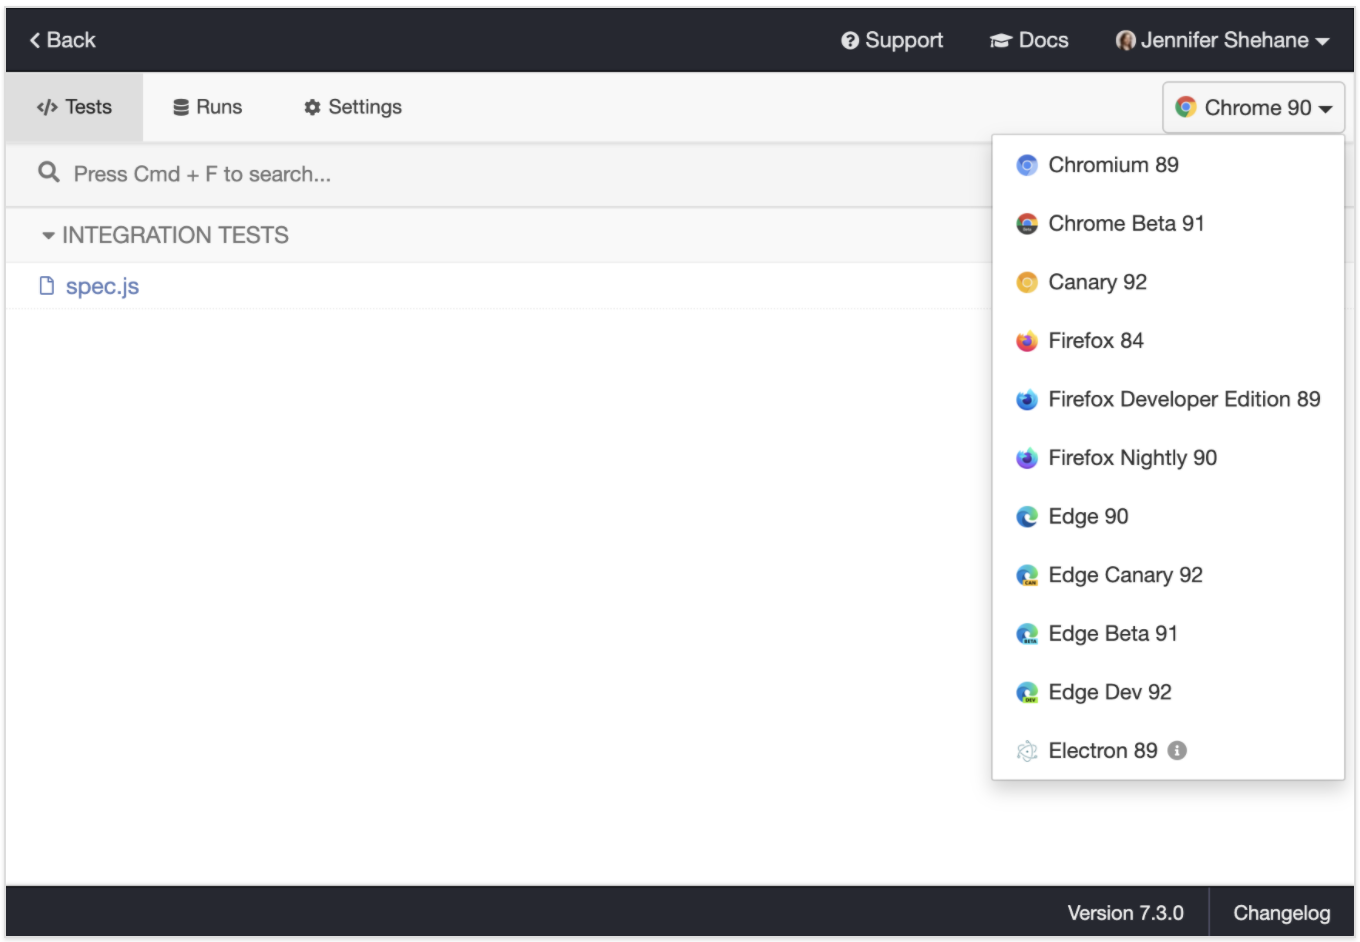 Back
Support
Docs
Jennifer Shehane
Tests
Runs
Settings
Chrome 90
Press Cmd + F to search...
INTEGRATION TESTS
spec.js
Chromium 89
Chrome Beta 91
Canary 92
Firefox 84
Firefox Developer Edition 89
Firefox Nightly 90
Edge 90
Edge Canary 92
Edge Beta 91
Edge Dev 92
Electron 89
Version 7.3.0
Changelog